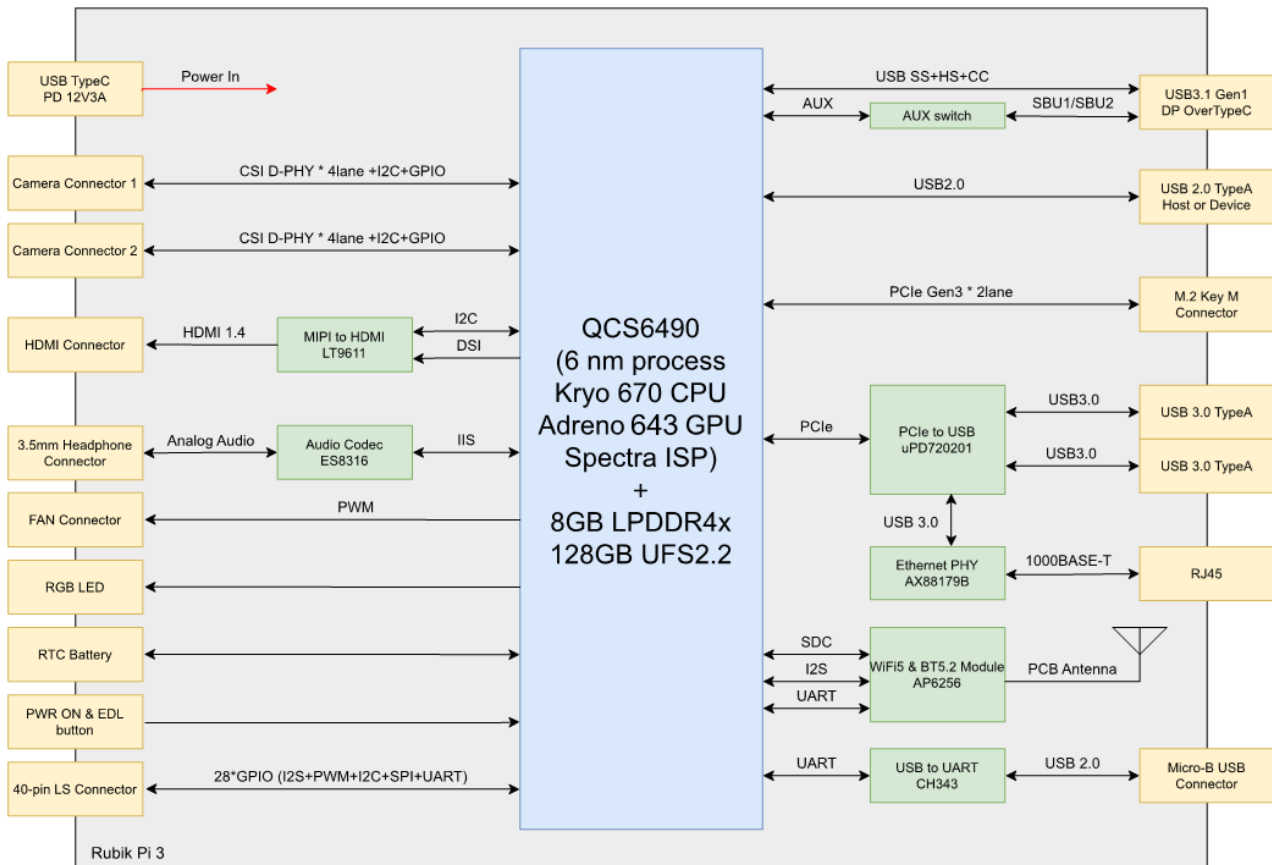 USB TypeC
PD 12V3A
Power In
Camera Connector 1
CSI D-PHY * 4lane +I2C+GPIO
Camera Connector 2
CSI D-PHY * 4lane +I2C+GPIO
HDMI Connector
HDMI 1.4
MIPI to HDMI
LT9611
I2C
DSI
3.5mm Headphone
Connector
Analog Audio
Audio Codec
ES8316
IIS
FAN Connector
PWM
RGB LED
RTC Battery
PWR ON & EDL
button
40-pin LS Connector
28*GPIO (I2S+PWM+I2C+SPI+UART)
QCS6490
(6 nm process
Kryo 670 CPU
Adreno 643 GPU
Spectra ISP)
+
8GB LPDDR4x
128GB UFS2.2
USB SS+HS+CC
AUX
AUX switch
SBU1/SBU2
USB3.1 Gen1
DP OverTypeC
USB2.0
USB 2.0 TypeA
Host or Device
PCIe Gen3 * 2lane
M.2 Key M
Connector
PCIe
PCIe to USB
uPD720201
USB3.0
USB 3.0 TypeA
USB3.0
USB 3.0 TypeA
USB 3.0
Ethernet PHY
AX88179B
1000BASE-T
RJ45
SDC
I2S
UART
WiFi5 & BT5.2 Module
AP6256
PCB Antenna
UART
USB to UART
CH343
USB 2.0
Micro-B USB
Connector
Rubik Pi 3